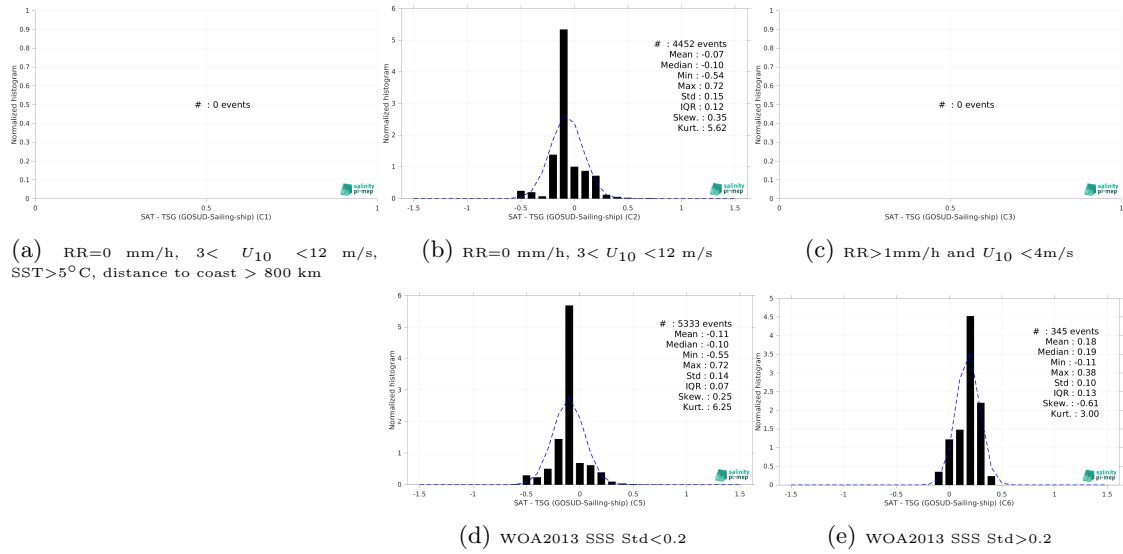 1
0.9
0.8
0.7
0.6
0.5
0.4
0.3
0.2
0.1
0
Normalized histogram
# : 0 events
salinity
pi-mep
0 0.5 1
SAT - TSG (GOSUD-Sailing-ship) (C1)
(a) RR=0 mm/h, 3< U10 <12 m/s,
SST>5°C, distance to coast > 800 km
6
5
4
3
2
1
0
Normalized histogram
# : 4452 events
Mean : -0.07
Median : -0.10
Min : -0.54
Max : 0.72
Std : 0.15
IQR : 0.12
Skew. : 0.35
Kurt. : 5.62
salinity
pi-mep
-1.5 -1 -0.5 0 0.5 1 1.5
SAT - TSG (GOSUD-Sailing-ship) (C2)
(b) RR=0 mm/h, 3< U10 <12 m/s
1
0.9
0.8
0.7
0.6
0.5
0.4
0.3
0.2
0.1
0
Normalized histogram
# : 0 events
salinity
pi-mep
0 0.5 1
SAT - TSG (GOSUD-Sailing-ship) (C3)
(c) RR>1mm/h and U10 <4m/s
6
5
4
3
2
1
0
Normalized histogram
# : 5333 events
Mean : -0.11
Median : -0.10
Min : -0.55
Max : 0.72
Std : 0.14
IQR : 0.07
Skew. : 0.25
Kurt. : 6.25
salinity
pi-mep
-1.5 -1 -0.5 0 0.5 1 1.5
SAT - TSG (GOSUD-Sailing-ship) (C5)
(d) WOA2013 SSS Std<0.2
5
4.5
4
3.5
3
2.5
2
1.5
1
0.5
0
Normalized histogram
# : 345 events
Mean : 0.18
Median : 0.19
Min : -0.11
Max : 0.38
Std : 0.10
IQR : 0.13
Skew. : -0.61
Kurt. : 3.00
salinity
pi-mep
-1.5 -1 -0.5 0 0.5 1 1.5
SAT - TSG (GOSUD-Sailing-ship) (C6)
(e) WOA2013 SSS Std>0.2